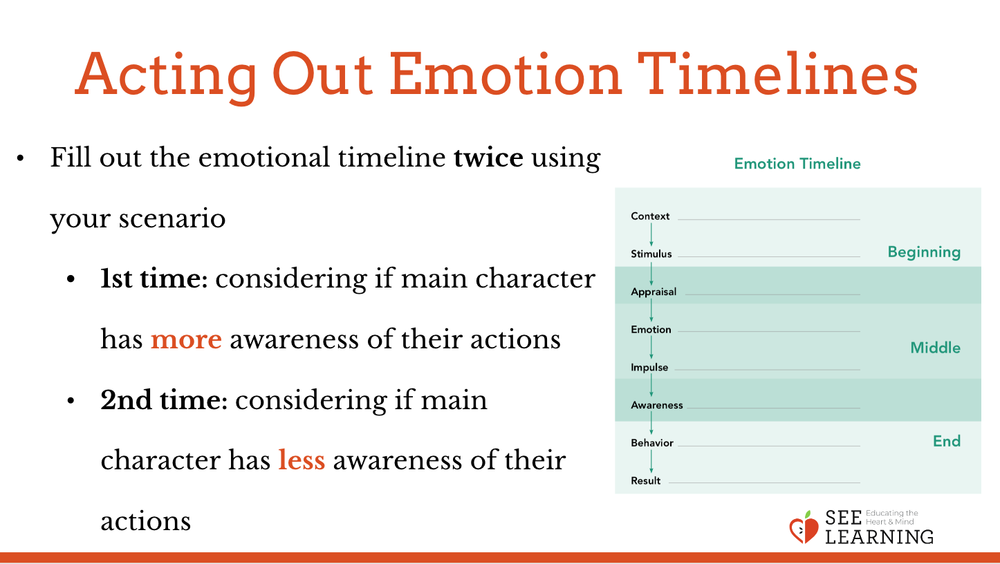 Acting Out Emotion Timelines
• Fill out the emotional timeline twice using
your scenario
• 1st time: considering if main character
has more awareness of their actions
• 2nd time: considering if main
character has less awareness of their
actions
Emotion Timeline
Context
Stimulus
Beginning
Appraisal
Emotion
Middle
Impulse
Awareness
Behavior
End
Result
SEE Educating the
Heart & Mind
LEARNING